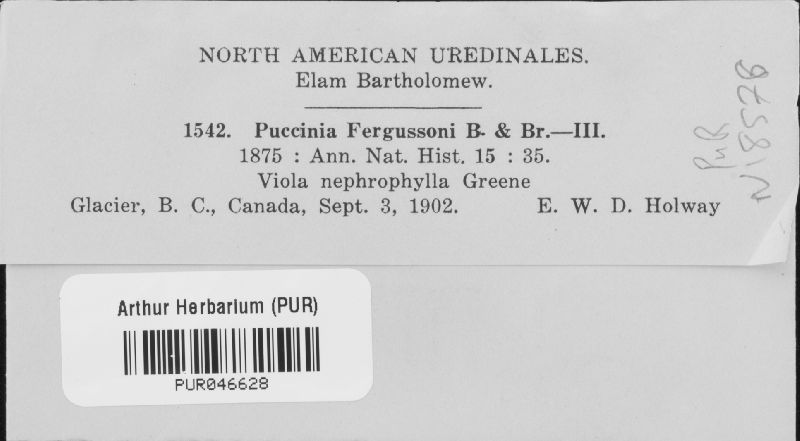 NORTH AMERICAN UREDINALES.
Elam Bartholomew.
1542. Puccinia Fergussoni B. & Br.—III.
1875 : Ann. Nat. Hist. 15 : 35.
Viola nephrophylla Greene
Glacier, B. C., Canada, Sept. 3, 1902. E. W. D. Holway
PUR
N18578
Arthur Herbarium (PUR)
PUR046628